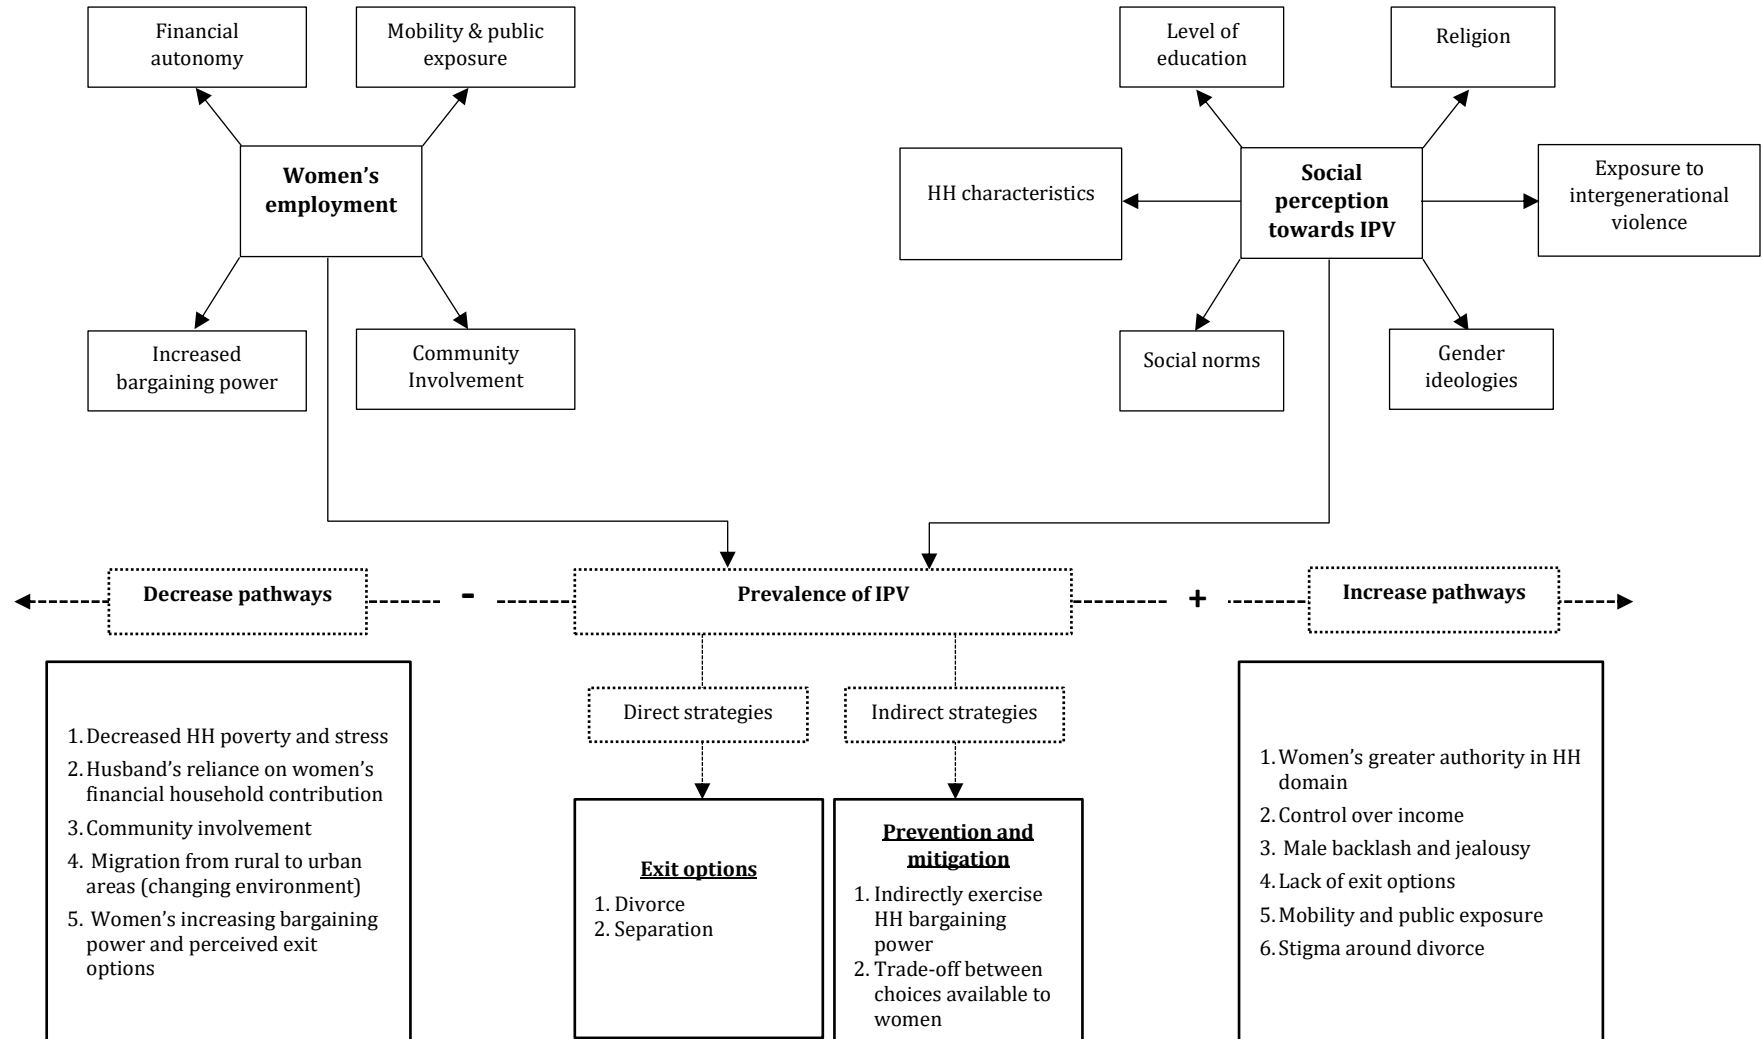 Financial
autonomy
Mobility & public
exposure
Level of
education
Religion
Women's
employment
HH characteristics
Social
perception
towards IPV
Exposure to
intergenerational
violence
Increased
bargaining power
Community
Involvement
Social norms
Gender
ideologies
Decrease pathways
-
Prevalence of IPV
+
Increase pathways
Direct strategies
Indirect strategies
1. Decreased HH poverty and stress
2. Husband's reliance on women's
financial household contribution
3. Community involvement
4. Migration from rural to urban
areas (changing environment)
5. Women's increasing bargaining
power and perceived exit
options
Exit options
1. Divorce
2. Separation
Prevention and
mitigation
1. Indirectly exercise
HH bargaining
power
2. Trade-off between
choices available to
women
1. Women's greater authority in HH
domain
2. Control over income
3. Male backlash and jealousy
4. Lack of exit options
5. Mobility and public exposure
6. Stigma around divorce